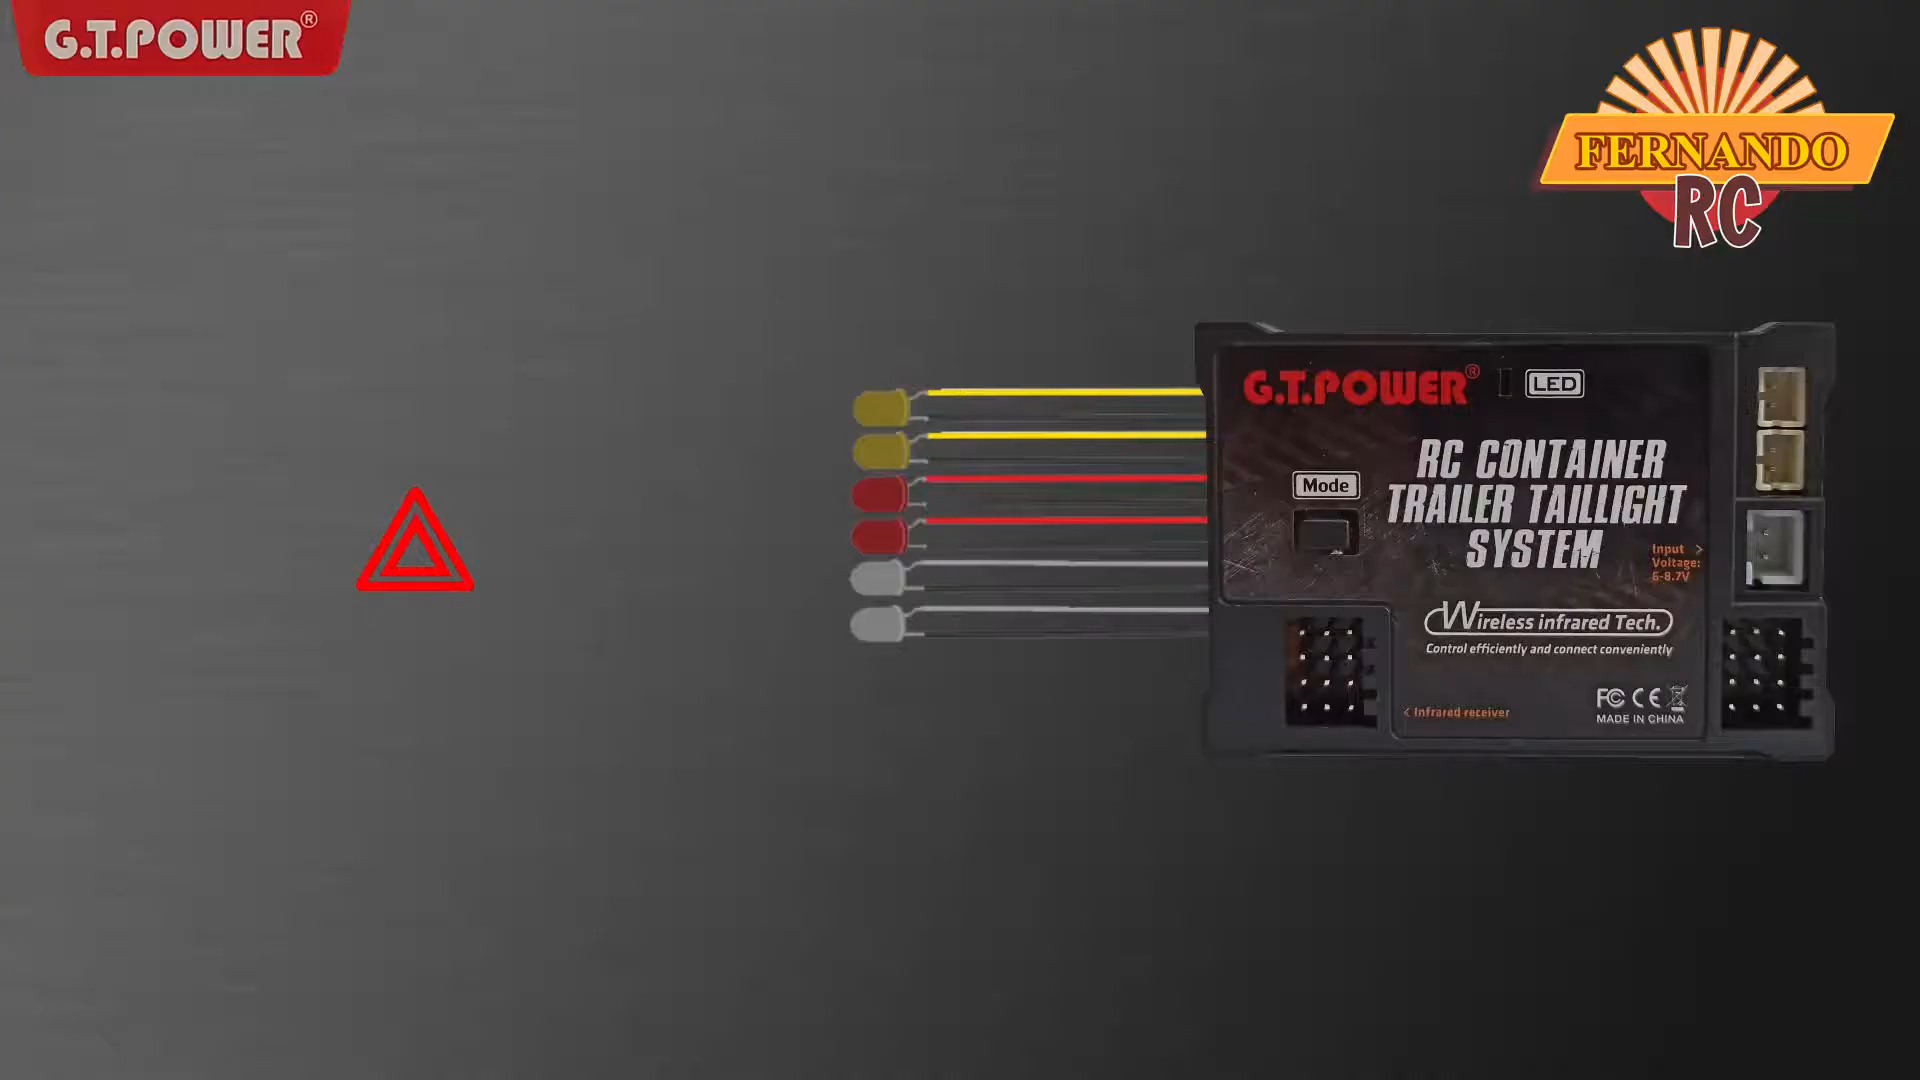 G.T.POWER®
FERNANDO
RC
G.T.POWER®
LED
RC CONTAINER
TRAILER TAILLIGHT
SYSTEM
Mode
Input >
Voltage:
6-8.7V
Wireless infrared Tech.
Control efficiently and connect conveniently
< Infrared receiver
FC CE
MADE IN CHINA